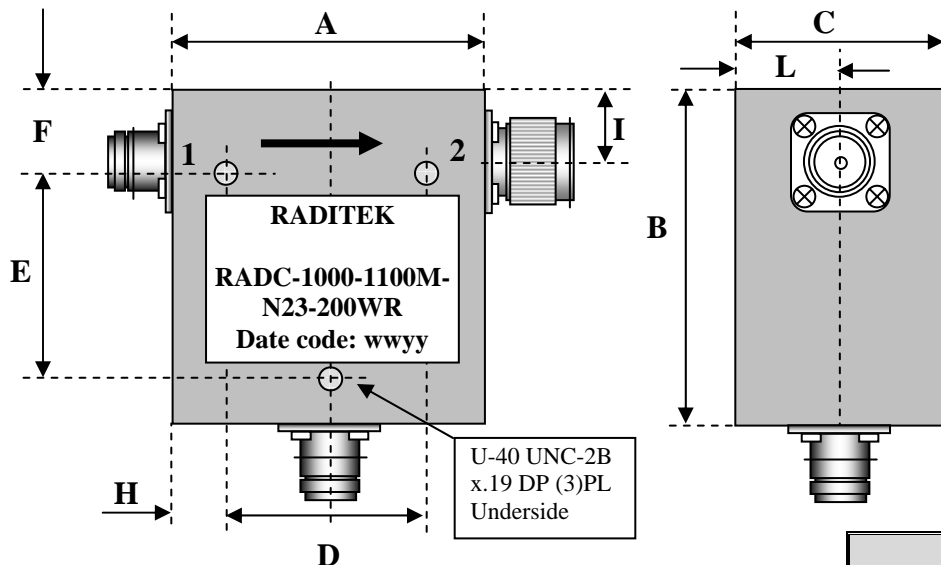 A
C
L
F
I
1
2
B
RADITEK
E
RADC-1000-1100M-
N23-200WR
Date code: wwyy
U-40 UNC-2B
x.19 DP (3)PL
Underside
H
D